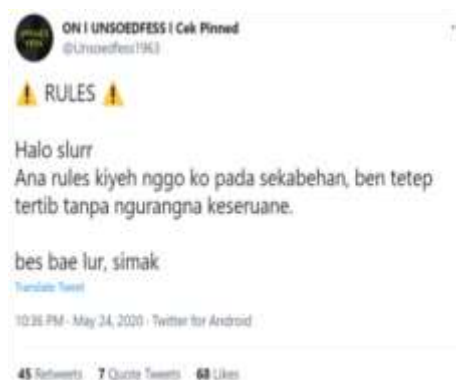 ON | UNSOEDFESS | Cek Pinned
@Unsoedfess1963
⚠ RULES ⚠
Halo slurr
Ana rules kiyeh nggo ko pada sekabehan, ben tetep
tertib tanpa ngurangna keseruane.
bes bae lur, simak
Translate Tweet
10:36 PM · May 24, 2020 · Twitter for Android
45 Retweets 7 Quote Tweets 68 Likes